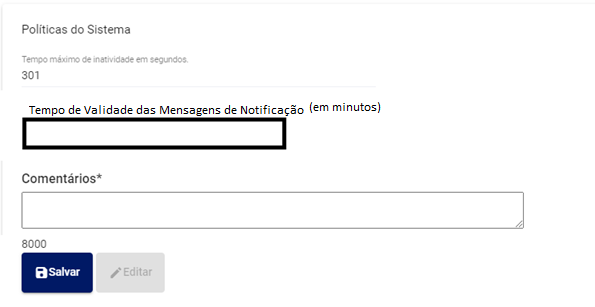 Políticas do Sistema
Tempo máximo de inatividade em segundos.
301
Tempo de Validade das Mensagens de Notificação (em minutos)
Comentários*
8000
Salvar Editar